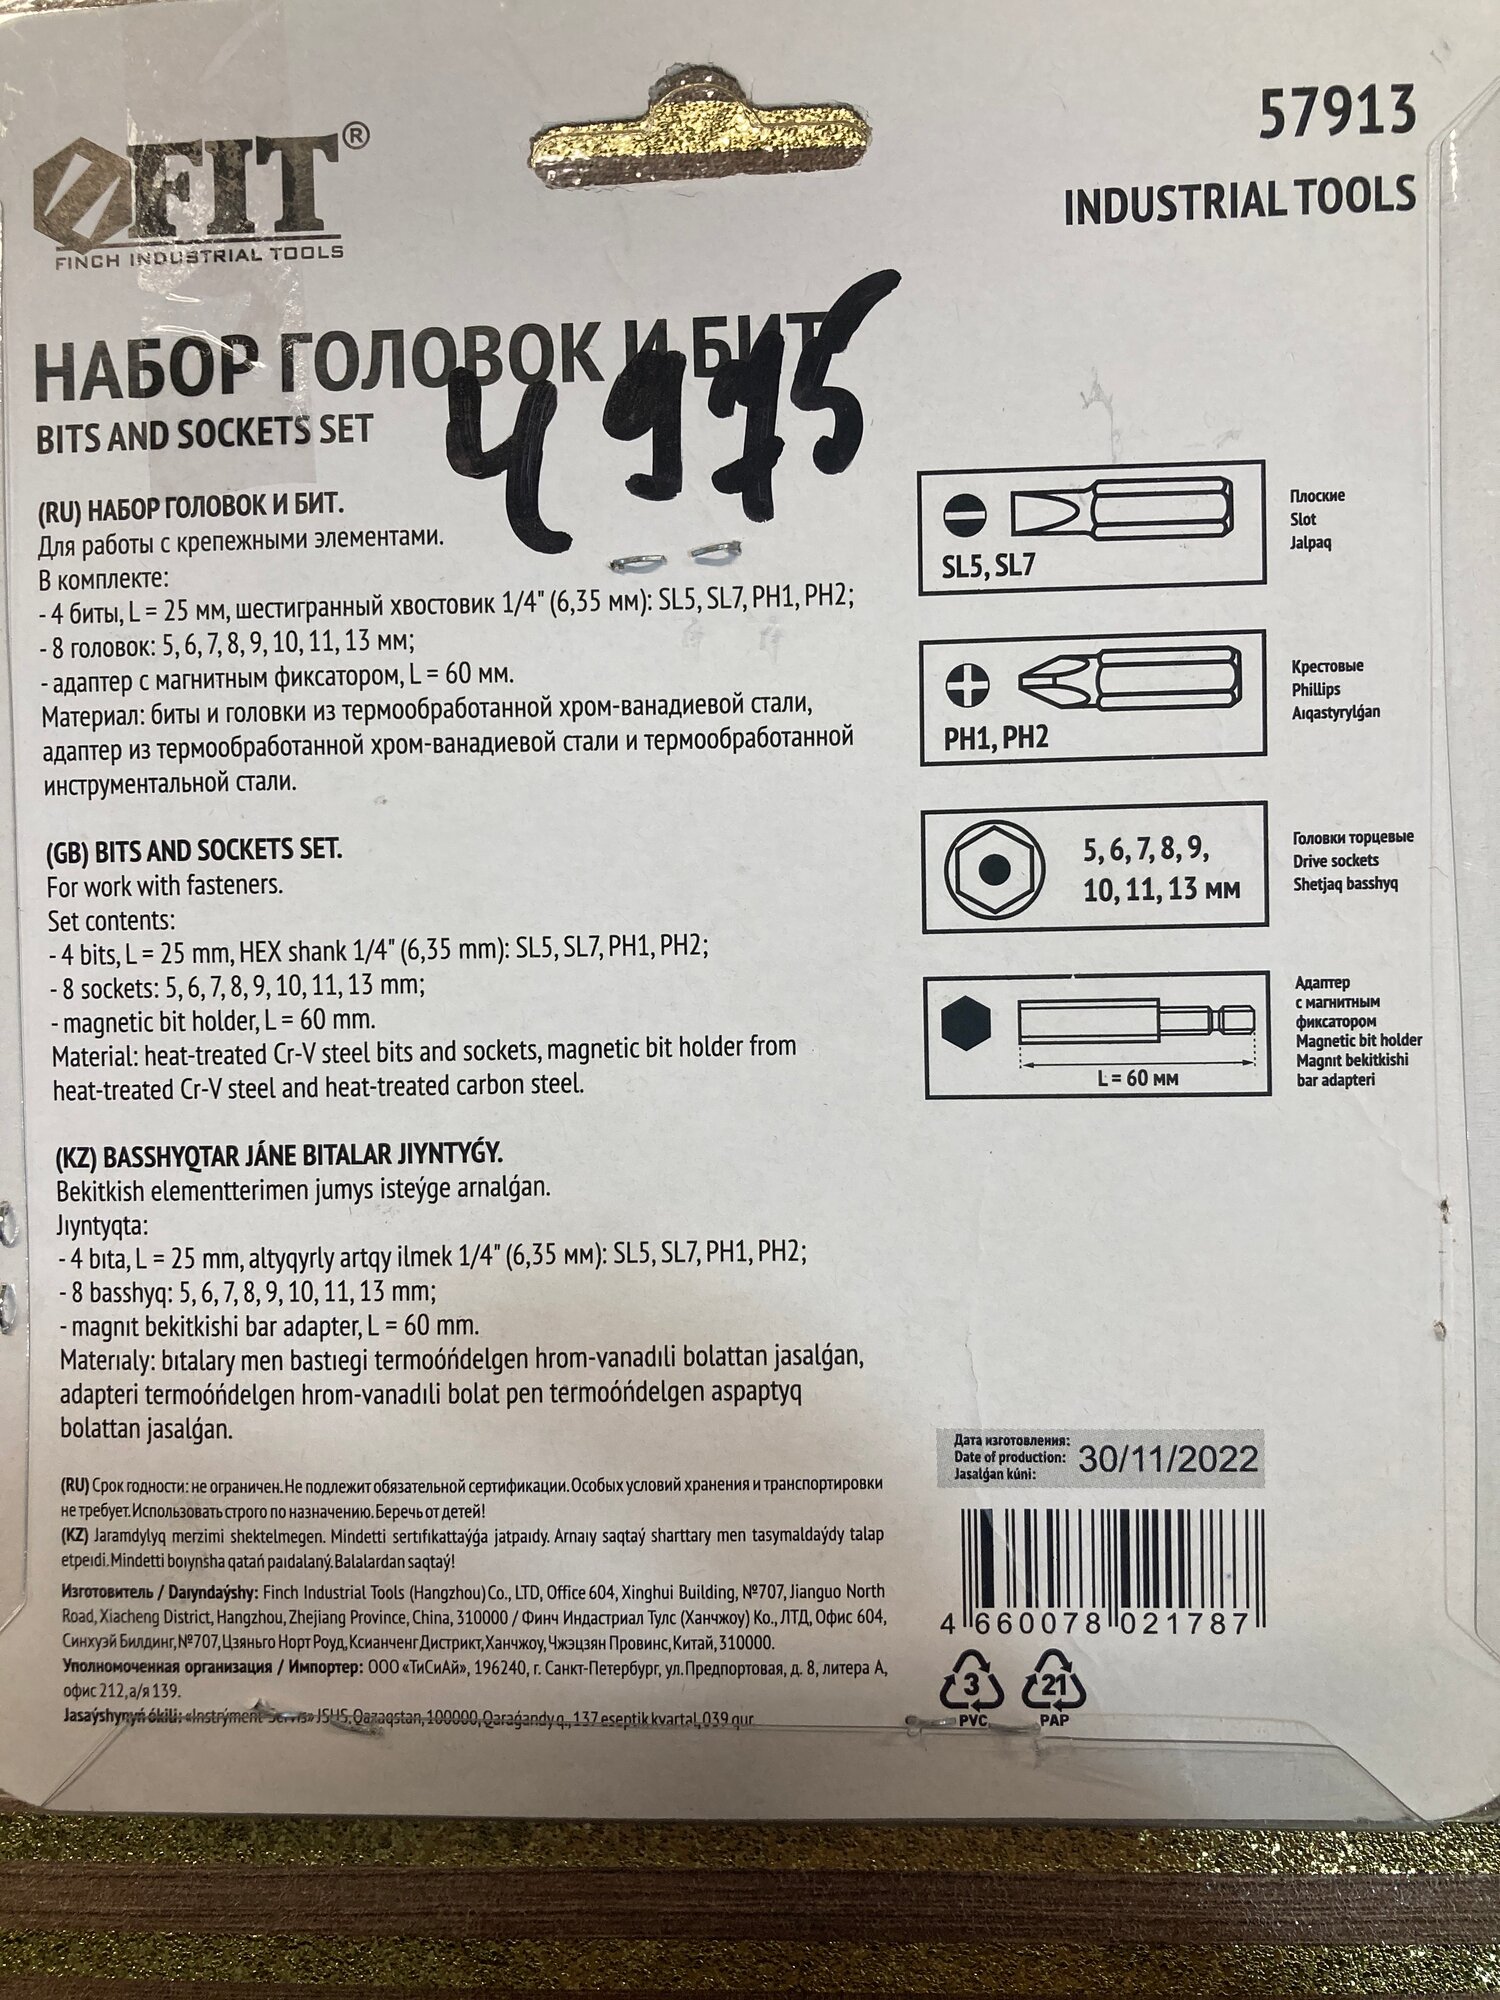 57913
INDUSTRIAL TOOLS
FIT®
FINCH INDUSTRIAL TOOLS
НАБОР ГОЛОВОК И БИТ
BITS AND SOCKETS SET
4975
(RU) НАБОР ГОЛОВОК И БИТ.
Для работы с крепежными элементами.
В комплекте:
- 4 биты, L = 25 мм, шестигранный хвостовик 1/4" (6,35 мм): SL5, SL7, PH1, PH2;
- 8 головок: 5, 6, 7, 8, 9, 10, 11, 13 мм;
- адаптер с магнитным фиксатором, L = 60 мм.
Материал: биты и головки из термообработанной хром-ванадиевой стали,
адаптер из термообработанной хром-ванадиевой стали и термообработанной
инструментальной стали.
(GB) BITS AND SOCKETS SET.
For work with fasteners.
Set contents:
- 4 bits, L = 25 mm, HEX shank 1/4" (6,35 mm): SL5, SL7, PH1, PH2;
- 8 sockets: 5, 6, 7, 8, 9, 10, 11, 13 mm;
- magnetic bit holder, L = 60 mm.
Material: heat-treated Cr-V steel bits and sockets, magnetic bit holder from
heat-treated Cr-V steel and heat-treated carbon steel.
(KZ) BASSHYQTAR JÁNE BITALAR JIYNTYǴY.
Bekitkish elementterimen jumys isteýge arnalǵan.
Jıyntyqta:
- 4 bıta, L = 25 mm, altyqyrly artqy ilmek 1/4" (6,35 мм): SL5, SL7, PH1, PH2;
- 8 basshyq: 5, 6, 7, 8, 9, 10, 11, 13 mm;
- magnıt bekitkishi bar adapter, L = 60 mm.
Materıaly: bıtalary men bastıegi termoóńdelgen hrom-vanadıli bolattan jasalǵan,
adapteri termoóńdelgen hrom-vanadıli bolat pen termoóńdelgen aspaptyq
bolattan jasalǵan.
SL5, SL7
Плоские
Slot
Jalpaq
PH1, PH2
Крестовые
Phillips
Aıqastyrylǵan
5, 6, 7, 8, 9,
10, 11, 13 мм
Головки торцевые
Drive sockets
Shetjaq basshyq
L = 60 мм
Адаптер
с магнитным
фиксатором
Magnetic bit holder
Magnıt bekitkishi
bar adapteri
(RU) Срок годности: не ограничен. Не подлежит обязательной сертификации. Особых условий хранения и транспортировки
не требует. Использовать строго по назначению. Беречь от детей!
(KZ) Jaramdylyq merzimi shektelmegen. Mindetti sertıfıkattaýǵa jatpaıdy. Arnaıy saqtaý sharttary men tasymaldaýdy talap
etpeıdi. Mindetti boıynsha qatań paıdalaný. Balalardan saqtaý!
Изготовитель / Daıyndaýshy: Finch Industrial Tools (Hangzhou) Co., LTD, Office 604, Xinghui Building, №707, Jianguo North
Road, Xiacheng District, Hangzhou, Zhejiang Province, China, 310000 / Финч Индастриал Тулс (Ханчжоу) Ко., ЛТД, Офис 604,
Синхуэй Билдинг, №707, Цзяньго Норт Роуд, Ксианченг Дистрикт, Ханчжоу, Чжэцзян Провинс, Китай, 310000.
Уполномоченная организация / Импортер: ООО «ТиСиАй», 196240, г. Санкт-Петербург, ул. Предпортовая, д. 8, литера А,
офис 212, а/я 139.
Jasaýshynyń ókili: «Instrýment-Servıs» JSHS, Qazaqstan, 100000, Qaraǵandy q., 137 eseptik kvartal, 039 qur
Дата изготовления:
Date of production:
Jasalǵan kúni:
30/11/2022
4 660078 021787
3
PVC
21
PAP